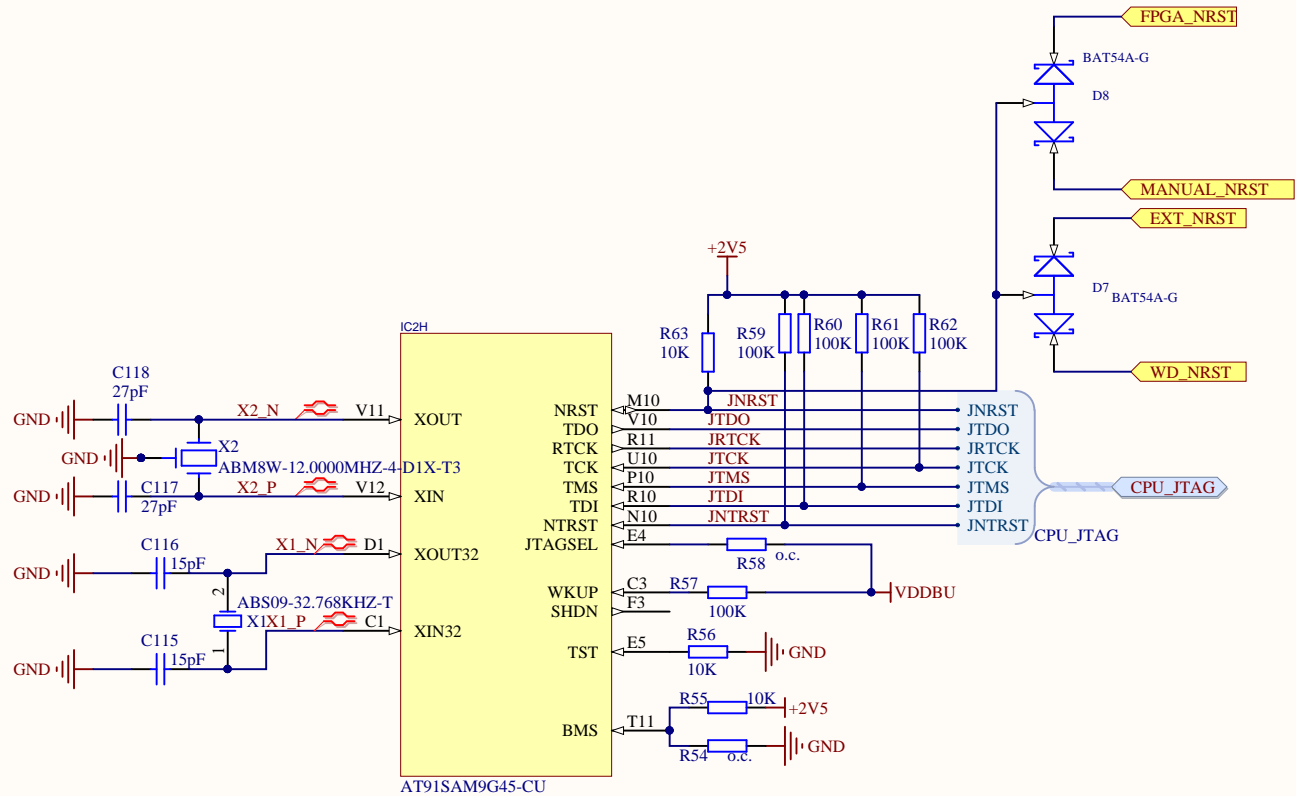 FPGA_NRST
BAT54A-G
D8
MANUAL_NRST
EXT_NRST
D7
BAT54A-G
WD_NRST
+2V5
R63
10K
R59
100K
R60
100K
R61
100K
R62
100K
IC2H
C118
27pF
GND
X2_N
V11
XOUT
GND
X2
ABM8W-12.0000MHZ-4-D1X-T3
GND
C117
27pF
X2_P
V12
XIN
C116
15pF
GND
X1_N
D1
XOUT32
2
ABS09-32.768KHZ-T
X1
X1_P
C1
XIN32
1
C115
15pF
GND
NRST
M10
JNRST
JNRST
TDO
V10
JTDO
JTDO
RTCK
R11
JRTCK
JRTCK
TCK
U10
JTCK
JTCK
TMS
P10
JTMS
JTMS
TDI
R10
JTDI
JTDI
NTRST
N10
JNTRST
JNTRST
CPU_JTAG
CPU_JTAG
JTAGSEL
E4
R58
o.c.
WKUP
C3
R57
100K
VDDBU
SHDN
F3
TST
E5
R56
10K
GND
BMS
T11
R55
10K
+2V5
R54
o.c.
GND
AT91SAM9G45-CU